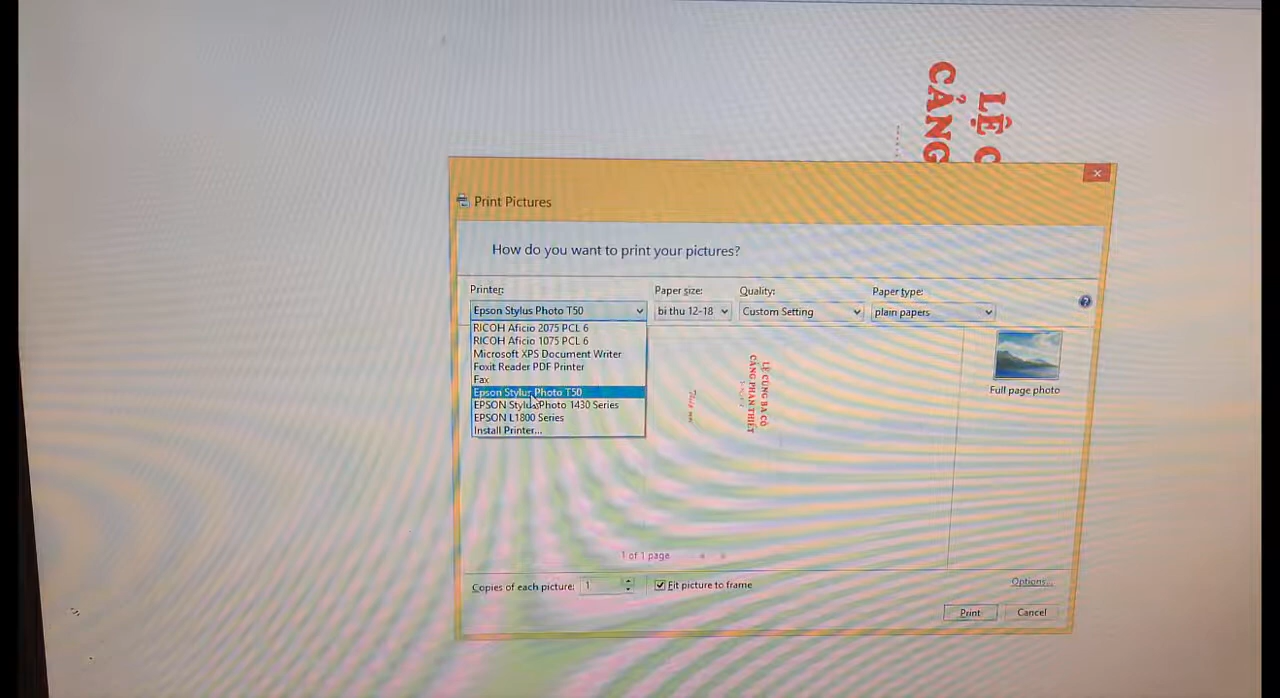 LỆ C
CẢNG
Print Pictures
How do you want to print your pictures?
Printer:
Paper size:
Quality:
Paper type:
Epson Stylus Photo T50
bi thu 12-18
Custom Setting
plain papers
RICOH Aficio 2075 PCL 6
RICOH Aficio 1075 PCL 6
Microsoft XPS Document Writer
Foxit Reader PDF Printer
Fax
Epson Stylus Photo T50
EPSON Stylus Photo 1430 Series
EPSON L1800 Series
Install Printer...
LỆ CÚNG BA CÔ
CẢNG PHAN THIẾT
Full page photo
1 of 1 page
Copies of each picture:
1
Fit picture to frame
Options...
Print
Cancel